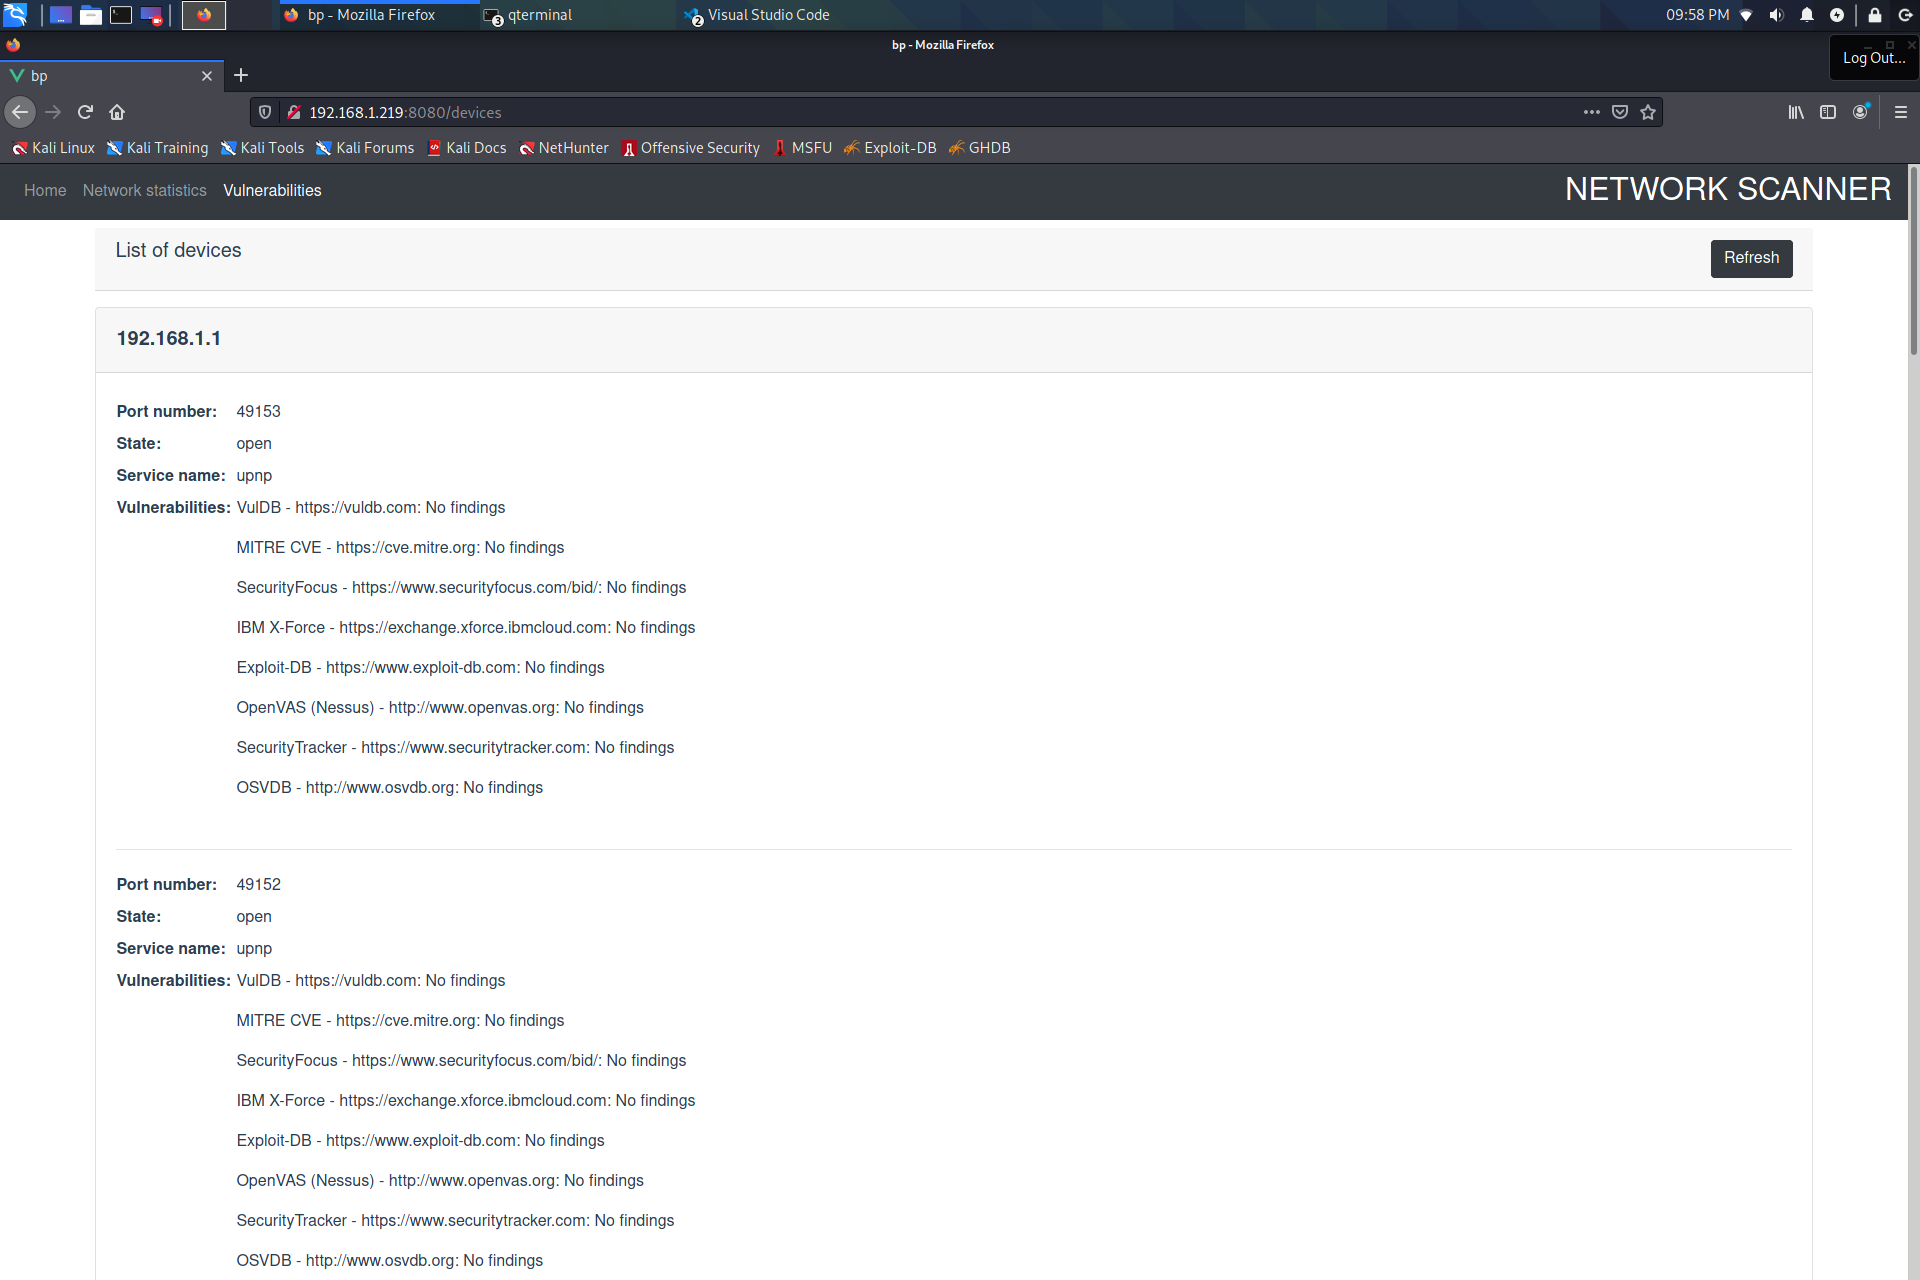 bp - Mozilla Firefox
3 qterminal
2 Visual Studio Code
09:58 PM
bp - Mozilla Firefox
Log Out...
bp
192.168.1.219:8080/devices
Kali Linux Kali Training Kali Tools Kali Forums Kali Docs NetHunter Offensive Security MSFU Exploit-DB GHDB
Home Network statistics Vulnerabilities NETWORK SCANNER
List of devices Refresh
192.168.1.1
Port number: 49153
State: open
Service name: upnp
Vulnerabilities: VulDB - https://vuldb.com: No findings
MITRE CVE - https://cve.mitre.org: No findings
SecurityFocus - https://www.securityfocus.com/bid/: No findings
IBM X-Force - https://exchange.xforce.ibmcloud.com: No findings
Exploit-DB - https://www.exploit-db.com: No findings
OpenVAS (Nessus) - http://www.openvas.org: No findings
SecurityTracker - https://www.securitytracker.com: No findings
OSVDB - http://www.osvdb.org: No findings
Port number: 49152
State: open
Service name: upnp
Vulnerabilities: VulDB - https://vuldb.com: No findings
MITRE CVE - https://cve.mitre.org: No findings
SecurityFocus - https://www.securityfocus.com/bid/: No findings
IBM X-Force - https://exchange.xforce.ibmcloud.com: No findings
Exploit-DB - https://www.exploit-db.com: No findings
OpenVAS (Nessus) - http://www.openvas.org: No findings
SecurityTracker - https://www.securitytracker.com: No findings
OSVDB - http://www.osvdb.org: No findings